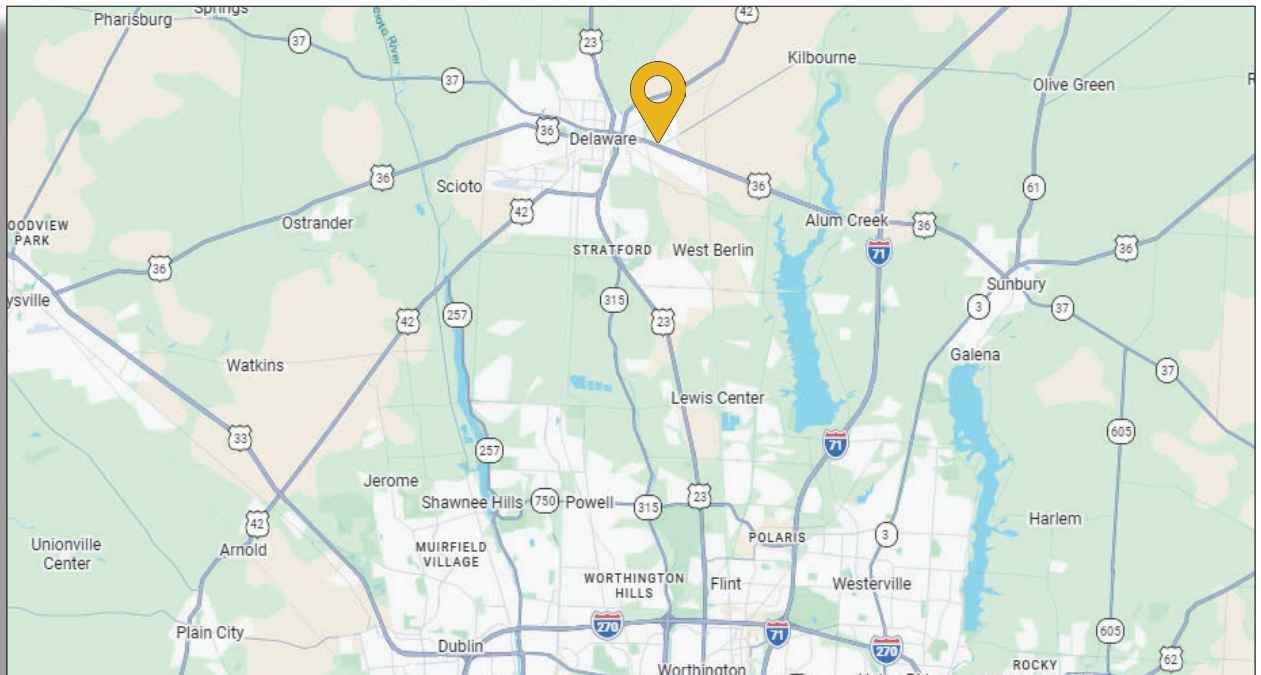 Springs
42
Pharisburg
37
23
Scioto River
Kilbourne
37
Olive Green
36
Delaware
36
Scioto
36
61
42
Ostrander
Alum Creek
36
OODVIEW
PARK
STRATFORD
West Berlin
71
36
36
Sunbury
ysville
315
257
42
23
3
37
Galena
Watkins
37
Lewis Center
33
71
605
257
Jerome
Shawnee Hills
750
Powell
315
23
42
Harlem
3
POLARIS
Unionville
Center
Arnold
MUIRFIELD
VILLAGE
WORTHINGTON
HILLS
Flint
Westerville
270
71
Plain City
605
Dublin
270
62
Worthington
ROCKY